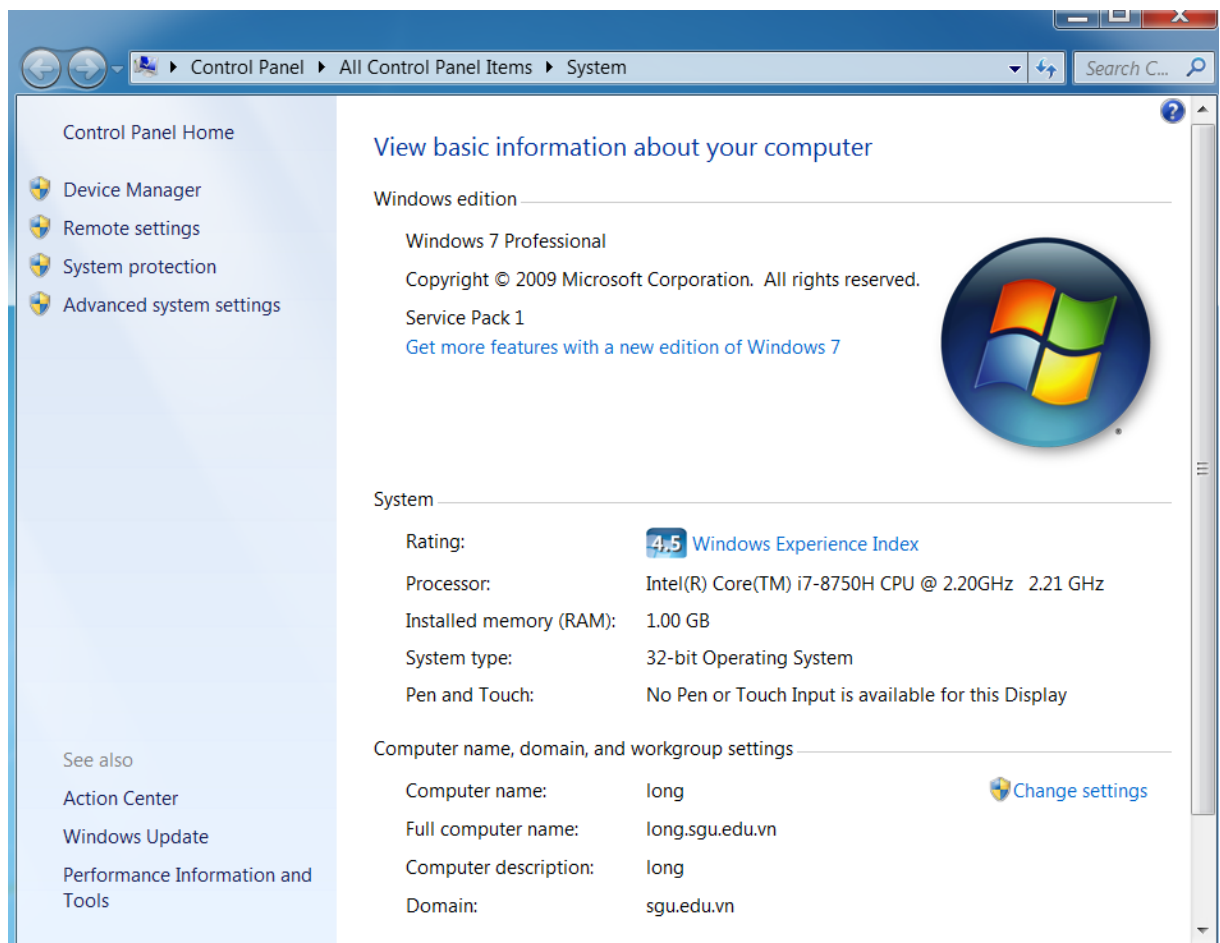 Control Panel All Control Panel Items System Search C...
Control Panel Home
Device Manager
Remote settings
System protection
Advanced system settings
See also
Action Center
Windows Update
Performance Information and
Tools
View basic information about your computer
Windows edition
Windows 7 Professional
Copyright © 2009 Microsoft Corporation. All rights reserved.
Service Pack 1
Get more features with a new edition of Windows 7
System
Rating: 4,5 Windows Experience Index
Processor: Intel(R) Core(TM) i7-8750H CPU @ 2.20GHz 2.21 GHz
Installed memory (RAM): 1.00 GB
System type: 32-bit Operating System
Pen and Touch: No Pen or Touch Input is available for this Display
Computer name, domain, and workgroup settings
Computer name: long Change settings
Full computer name: long.sgu.edu.vn
Computer description: long
Domain: sgu.edu.vn